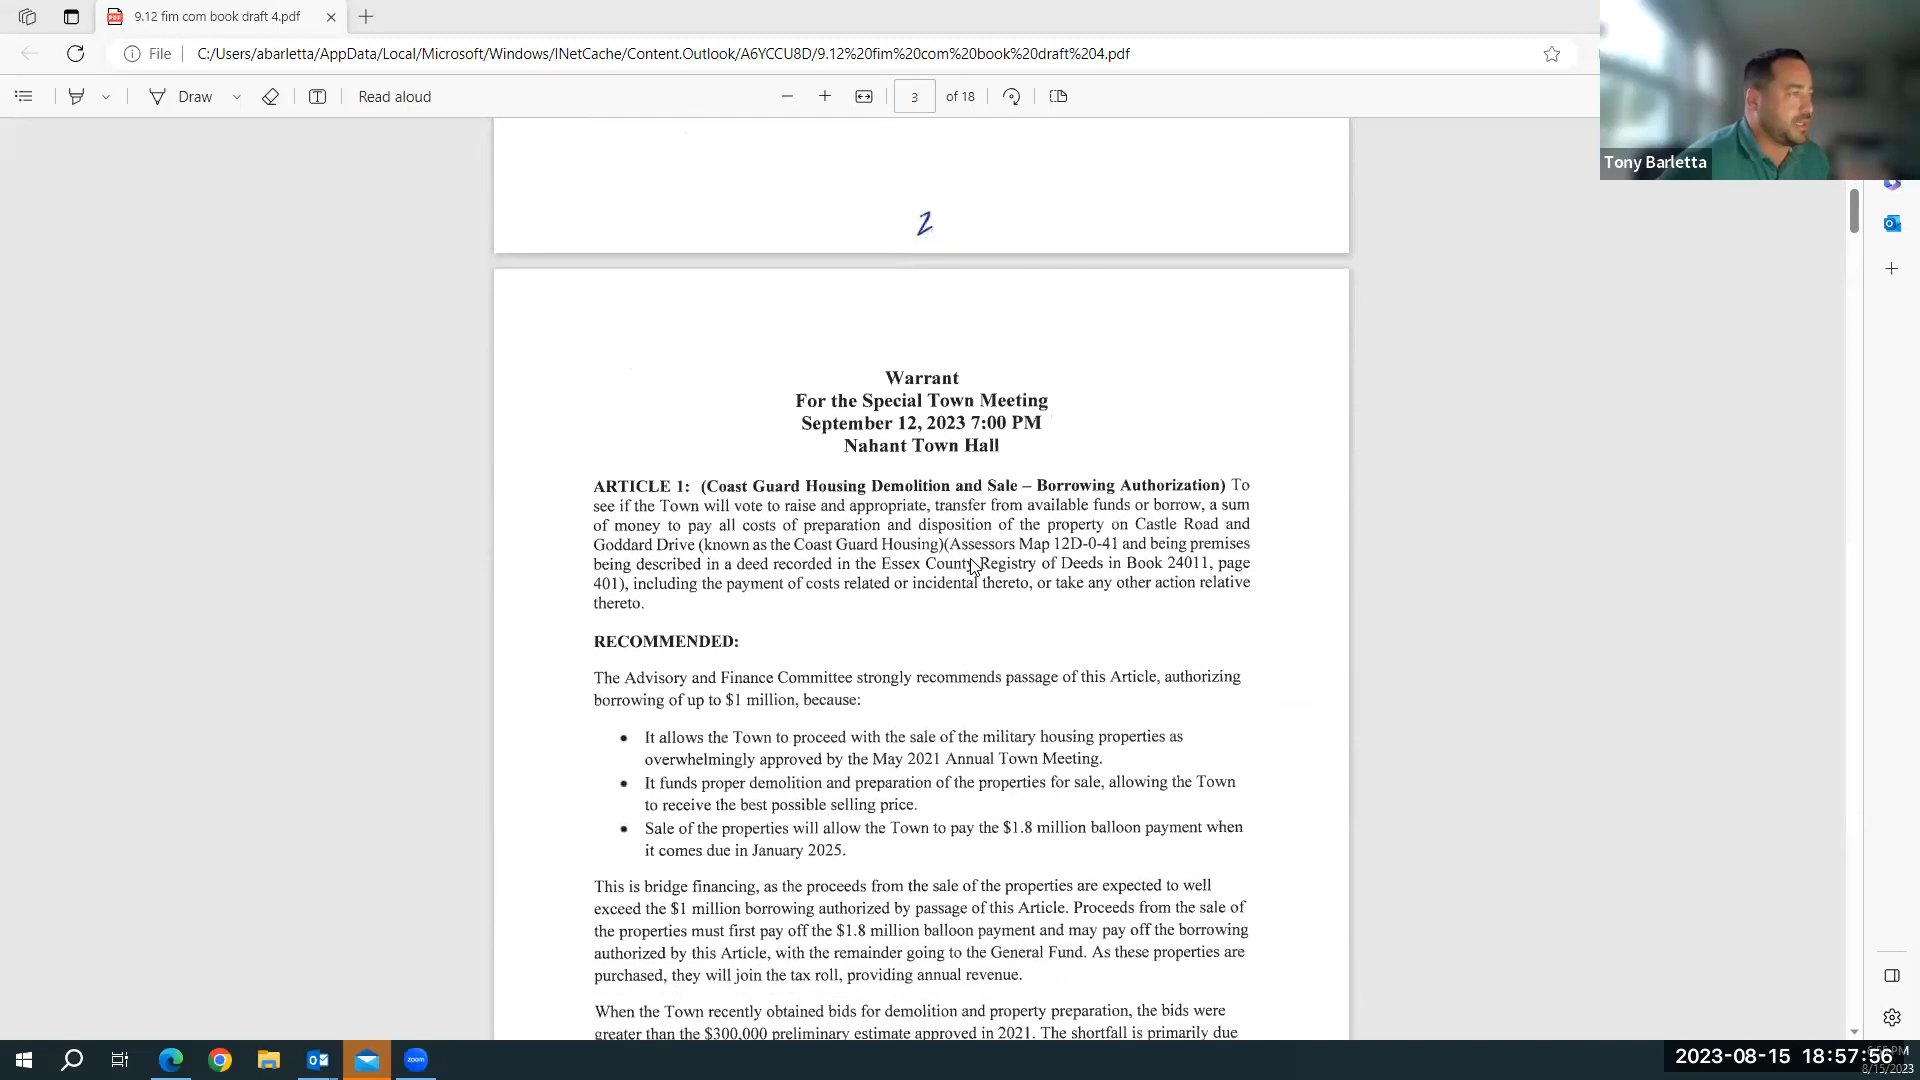 9.12 fim com book draft 4.pdf
File
C:/Users/abarletta/AppData/Local/Microsoft/Windows/INetCache/Content.Outlook/A6YCCU8D/9.12%20fim%20com%20book%20draft%204.pdf
Draw
Read aloud
3
of 18
Tony Barletta
2
Warrant
For the Special Town Meeting
September 12, 2023 7:00 PM
Nahant Town Hall
ARTICLE 1: (Coast Guard Housing Demolition and Sale – Borrowing Authorization) To
see if the Town will vote to raise and appropriate, transfer from available funds or borrow, a sum
of money to pay all costs of preparation and disposition of the property on Castle Road and
Goddard Drive (known as the Coast Guard Housing)(Assessors Map 12D-0-41 and being premises
being described in a deed recorded in the Essex County Registry of Deeds in Book 24011, page
401), including the payment of costs related or incidental thereto, or take any other action relative
thereto.
RECOMMENDED:
The Advisory and Finance Committee strongly recommends passage of this Article, authorizing
borrowing of up to $1 million, because:
• It allows the Town to proceed with the sale of the military housing properties as
overwhelmingly approved by the May 2021 Annual Town Meeting.
• It funds proper demolition and preparation of the properties for sale, allowing the Town
to receive the best possible selling price.
• Sale of the properties will allow the Town to pay the $1.8 million balloon payment when
it comes due in January 2025.
This is bridge financing, as the proceeds from the sale of the properties are expected to well
exceed the $1 million borrowing authorized by passage of this Article. Proceeds from the sale of
the properties must first pay off the $1.8 million balloon payment and may pay off the borrowing
authorized by this Article, with the remainder going to the General Fund. As these properties are
purchased, they will join the tax roll, providing annual revenue.
When the Town recently obtained bids for demolition and property preparation, the bids were
greater than the $300,000 preliminary estimate approved in 2021. The shortfall is primarily due
zoom
2023-08-15 18:57:56
8/15/2023